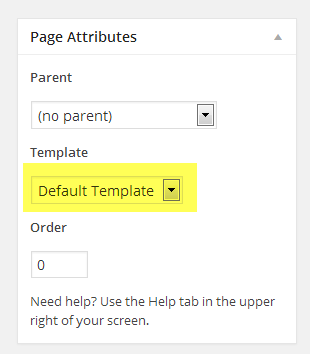 Page Attributes
Parent
(no parent)
Template
Default Template
Order
0
Need help? Use the Help tab in the upper
right of your screen.